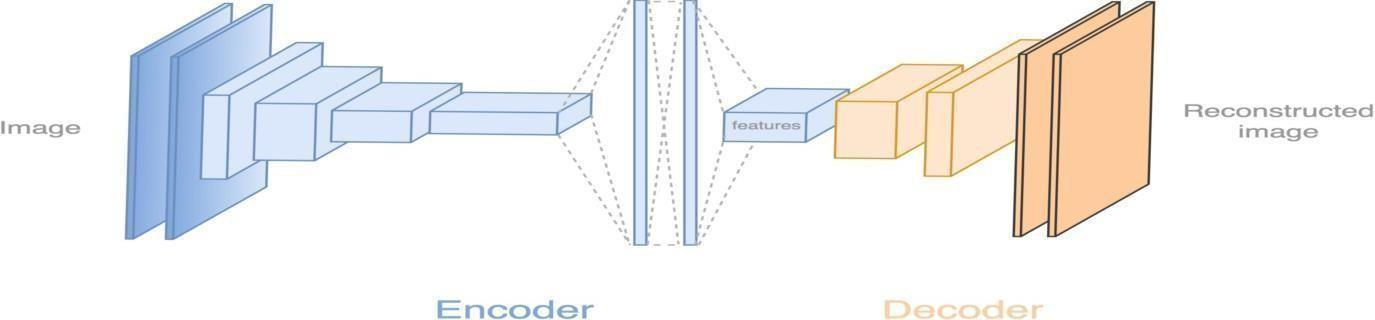 Image
features
Reconstructed
image
Encoder
Decoder